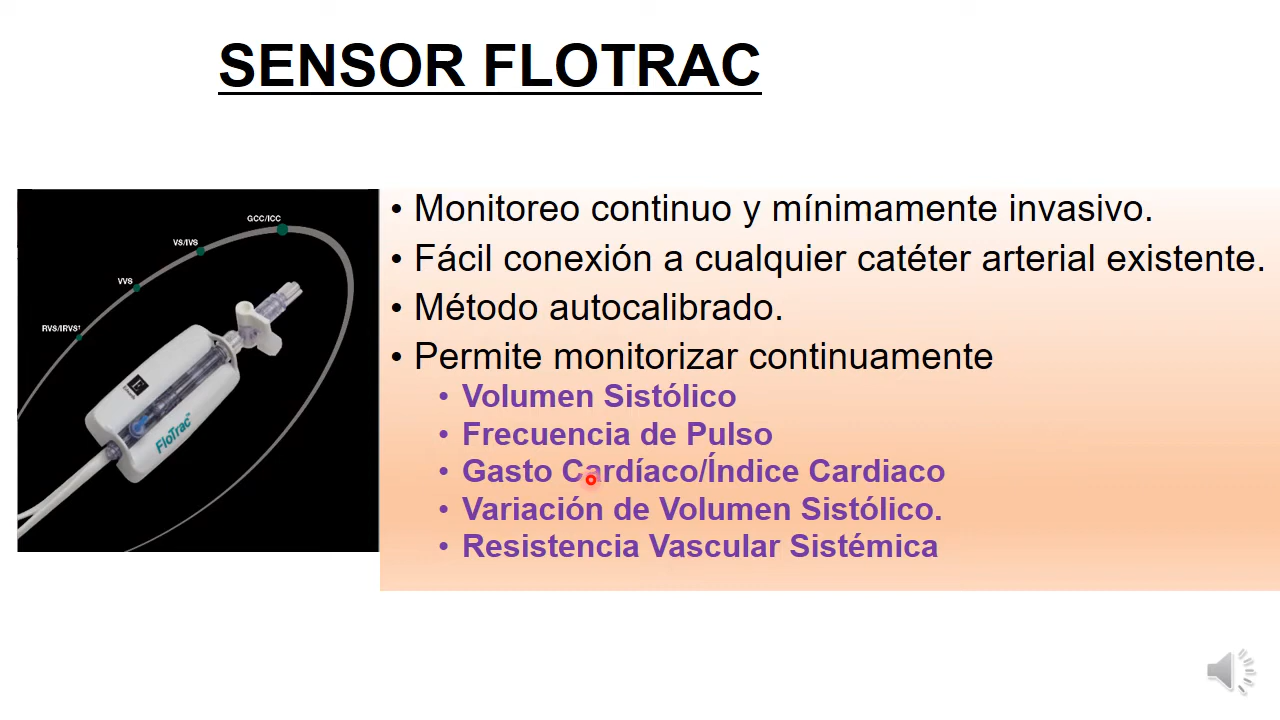 SENSOR FLOTRAC
GCC/ICC
VS/IVS
VVS
RVS/IRVS†
FloTrac™
• Monitoreo continuo y mínimamente invasivo.
• Fácil conexión a cualquier catéter arterial existente.
• Método autocalibrado.
• Permite monitorizar continuamente
• Volumen Sistólico
• Frecuencia de Pulso
• Gasto Cardíaco/Índice Cardiaco
• Variación de Volumen Sistólico.
• Resistencia Vascular Sistémica